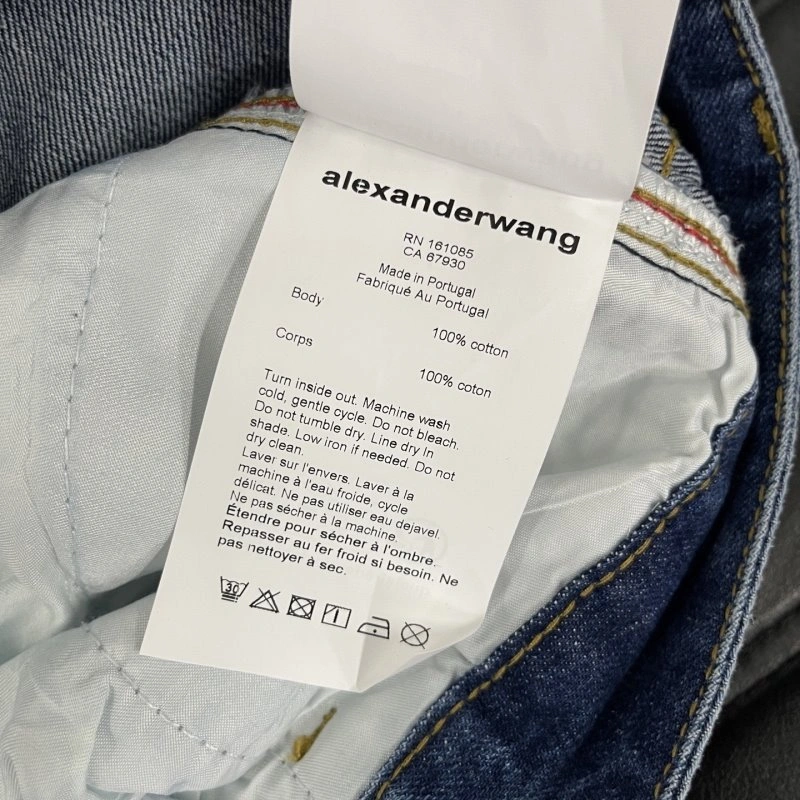 alexanderwang
RN 161085
CA 67930
Made in Portugal
Fabriqué Au Portugal
Body
100% cotton
Corps
100% coton
Turn inside out. Machine wash
cold, gentle cycle. Do not bleach.
Do not tumble dry. Line dry In
shade. Low iron if needed. Do not
dry clean.
Laver sur l'envers. Laver à la
machine à l'eau froide, cycle
délicat. Ne pas utiliser eau dejavel.
Ne pas sécher à la machine.
Étendre pour sécher à l'ombre.
Repasser au fer froid si besoin. Ne
pas nettoyer à sec.
30